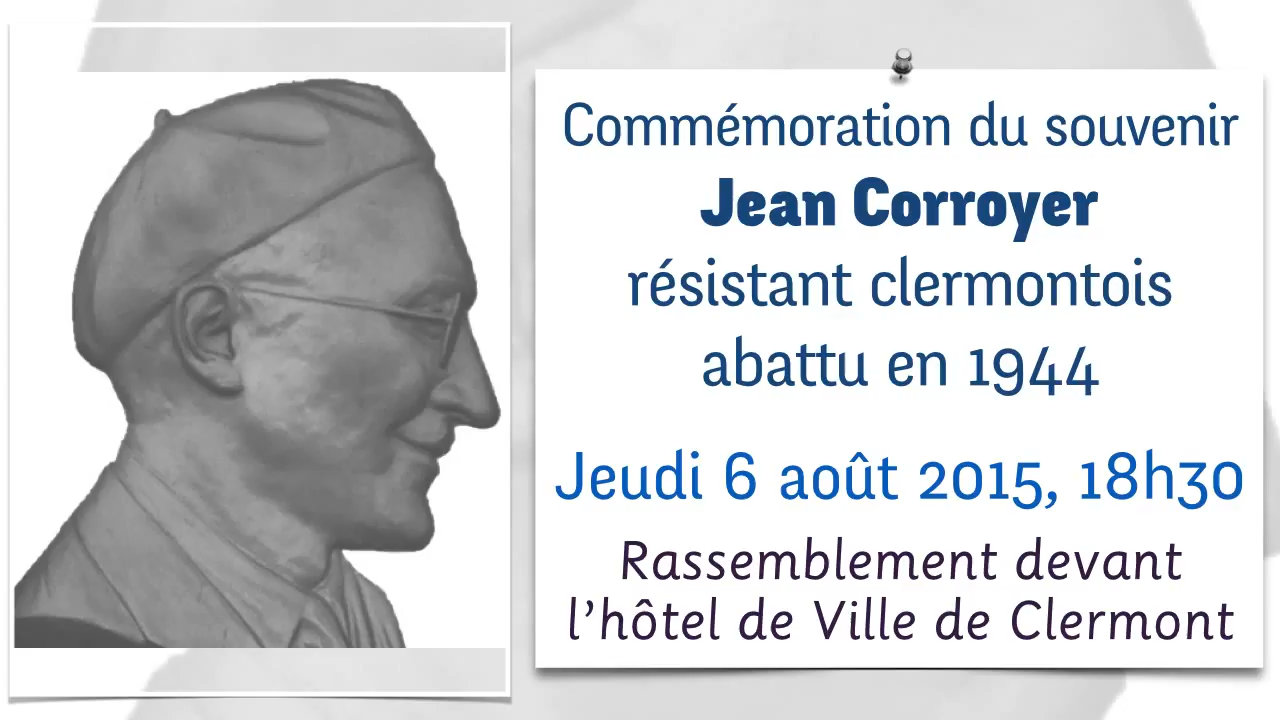 Commémoration du souvenir
Jean Corroyer
résistant clermontois
abattu en 1944
Jeudi 6 août 2015, 18h30
Rassemblement devant
l’hôtel de Ville de Clermont